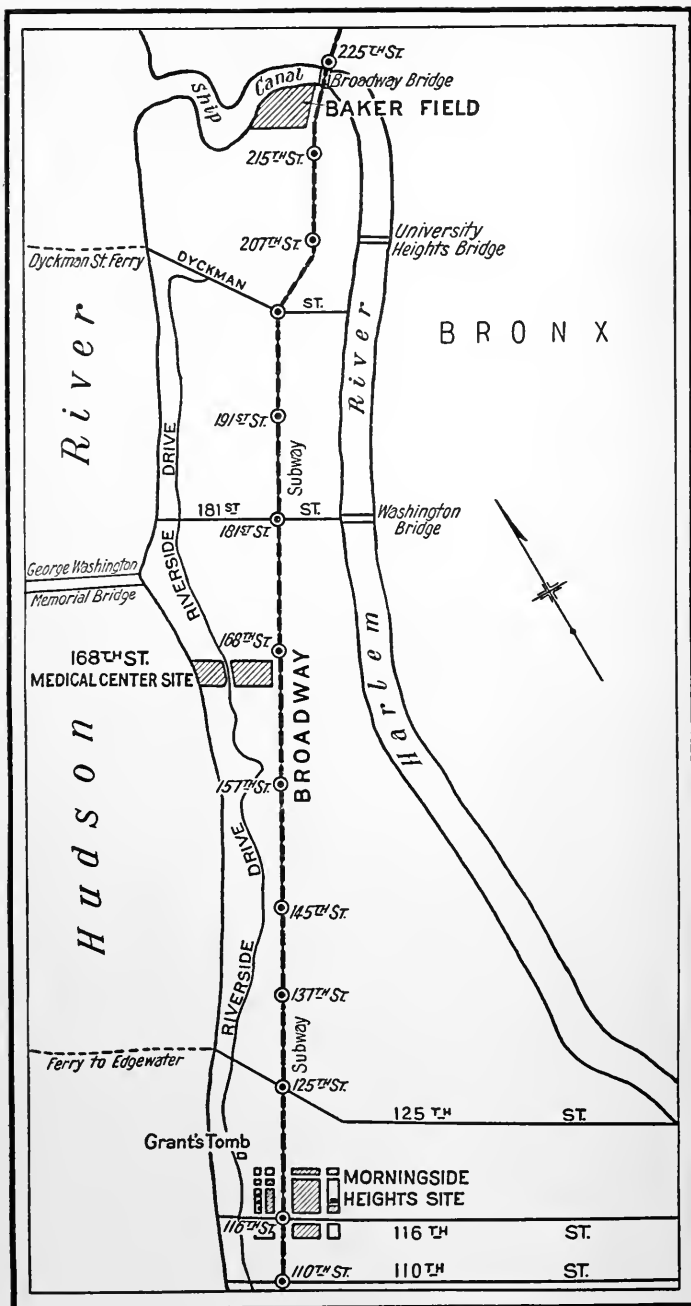 225TH ST.
Ship
Canal
Broadway Bridge
BAKER FIELD
215TH ST.
207TH ST.
University
Heights Bridge
Dyckman St. Ferry
DYCKMAN
ST.
BRONX
River
River
191ST ST.
Subway
DRIVE
181ST
ST.
181ST ST.
Washington
Bridge
George Washington
Memorial Bridge
RIVERSIDE
168TH ST.
168TH ST.
MEDICAL CENTER SITE
BROADWAY
Harlem
Hudson
157TH ST.
DRIVE
145TH ST.
RIVERSIDE
137TH ST.
Subway
Ferry to Edgewater
125TH ST.
125TH
ST.
Grant's Tomb
MORNINGSIDE
HEIGHTS SITE
116TH ST.
116TH
ST.
110TH ST.
110TH
ST.